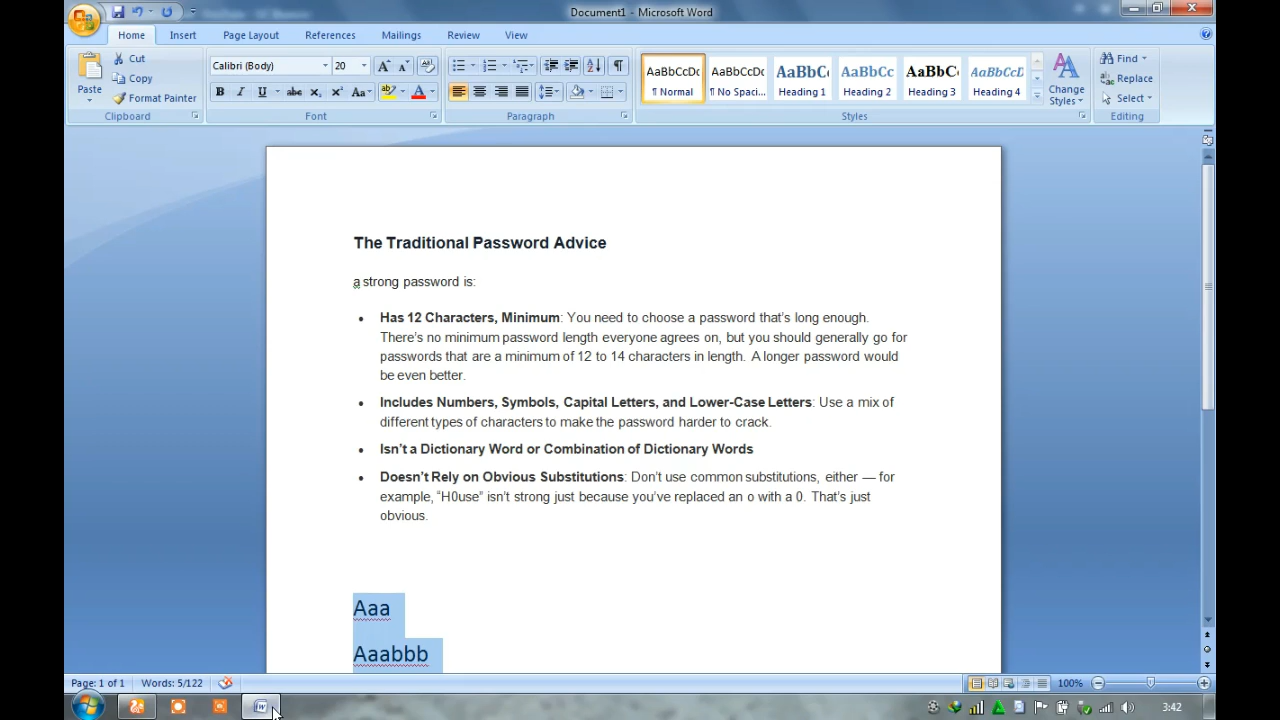 Document1 - Microsoft Word
Home Insert Page Layout References Mailings Review View
Paste Cut Copy Format Painter Clipboard
Calibri (Body) 20 Font
Paragraph
AaBbCcDc AaBbCcDc AaBbC( AaBbCc AaBbC( AaBbCcD
¶ Normal ¶ No Spaci... Heading 1 Heading 2 Heading 3 Heading 4 Change Styles Styles
Find Replace Select Editing
The Traditional Password Advice
a strong password is:
• Has 12 Characters, Minimum: You need to choose a password that’s long enough.
There’s no minimum password length everyone agrees on, but you should generally go for
passwords that are a minimum of 12 to 14 characters in length. A longer password would
be even better.
• Includes Numbers, Symbols, Capital Letters, and Lower-Case Letters: Use a mix of
different types of characters to make the password harder to crack.
• Isn’t a Dictionary Word or Combination of Dictionary Words
• Doesn’t Rely on Obvious Substitutions: Don’t use common substitutions, either — for
example, “H0use” isn’t strong just because you’ve replaced an o with a 0. That’s just
obvious.
Aaa
Aaabbb
Page: 1 of 1 Words: 5/122 100%
3:42